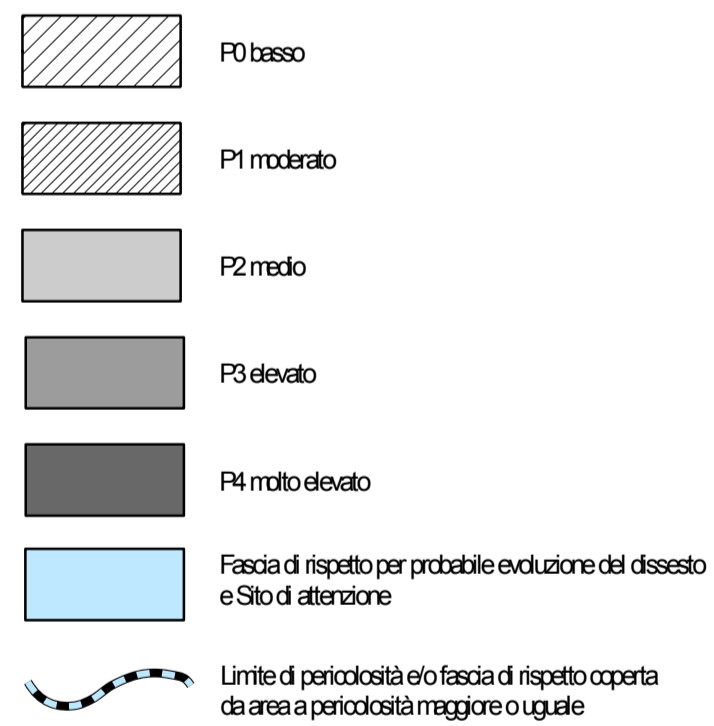 P0 basso
P1 moderato
P2 medio
P3 elevato
P4 molto elevato
Fascia di rispetto per probabile evoluzione del dissesto
e Sito di attenzione
Limite di pericolosità e/o fascia di rispetto coperta
da area a pericolosità maggiore o uguale